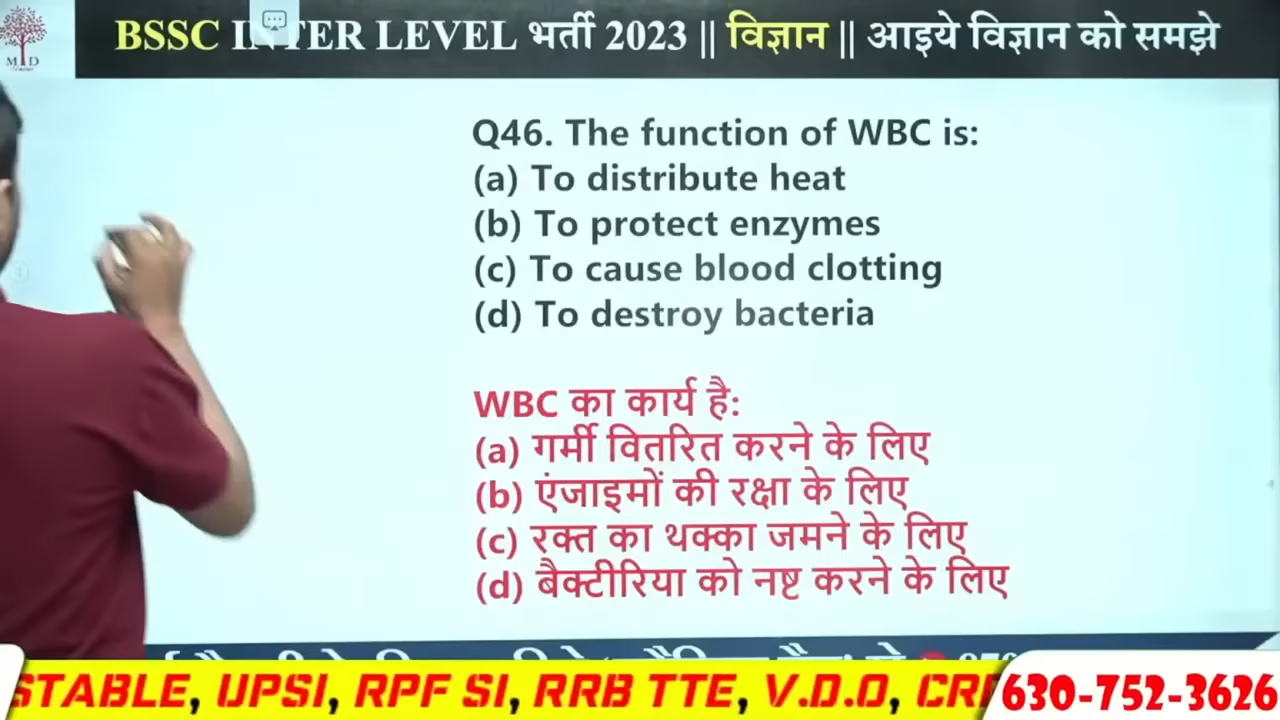 BSSC INTER LEVEL भर्ती 2023 || विज्ञान || आइये विज्ञान को समझे
Q46. The function of WBC is:
(a) To distribute heat
(b) To protect enzymes
(c) To cause blood clotting
(d) To destroy bacteria
WBC का कार्य है:
(a) गर्मी वितरित करने के लिए
(b) एंजाइमों की रक्षा के लिए
(c) रक्त का थक्का जमने के लिए
(d) बैक्टीरिया को नष्ट करने के लिए
STABLE, UPSI, RPF SI, RRB TTE, V.D.O,
630-752-3626